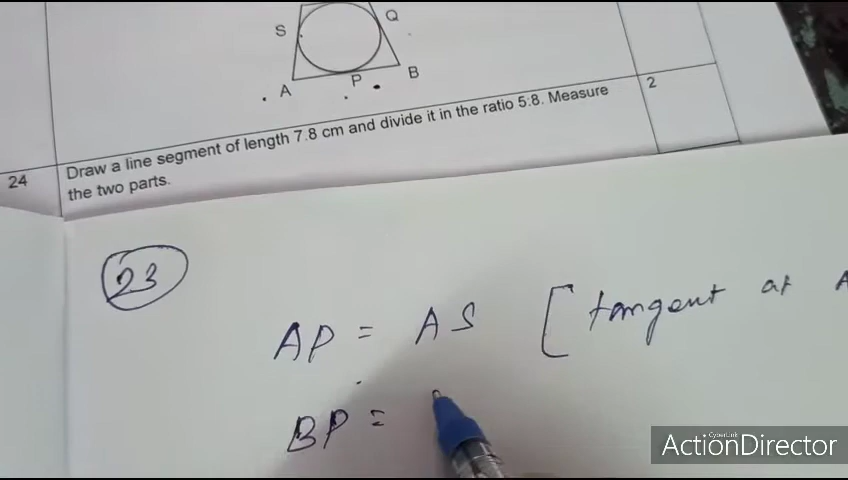 S
Q
A
P
B
24
Draw a line segment of length 7.8 cm and divide it in the ratio 5:8. Measure
the two parts.
2
23
AP = AS [tangent at A
BP =
CyberLink
ActionDirector